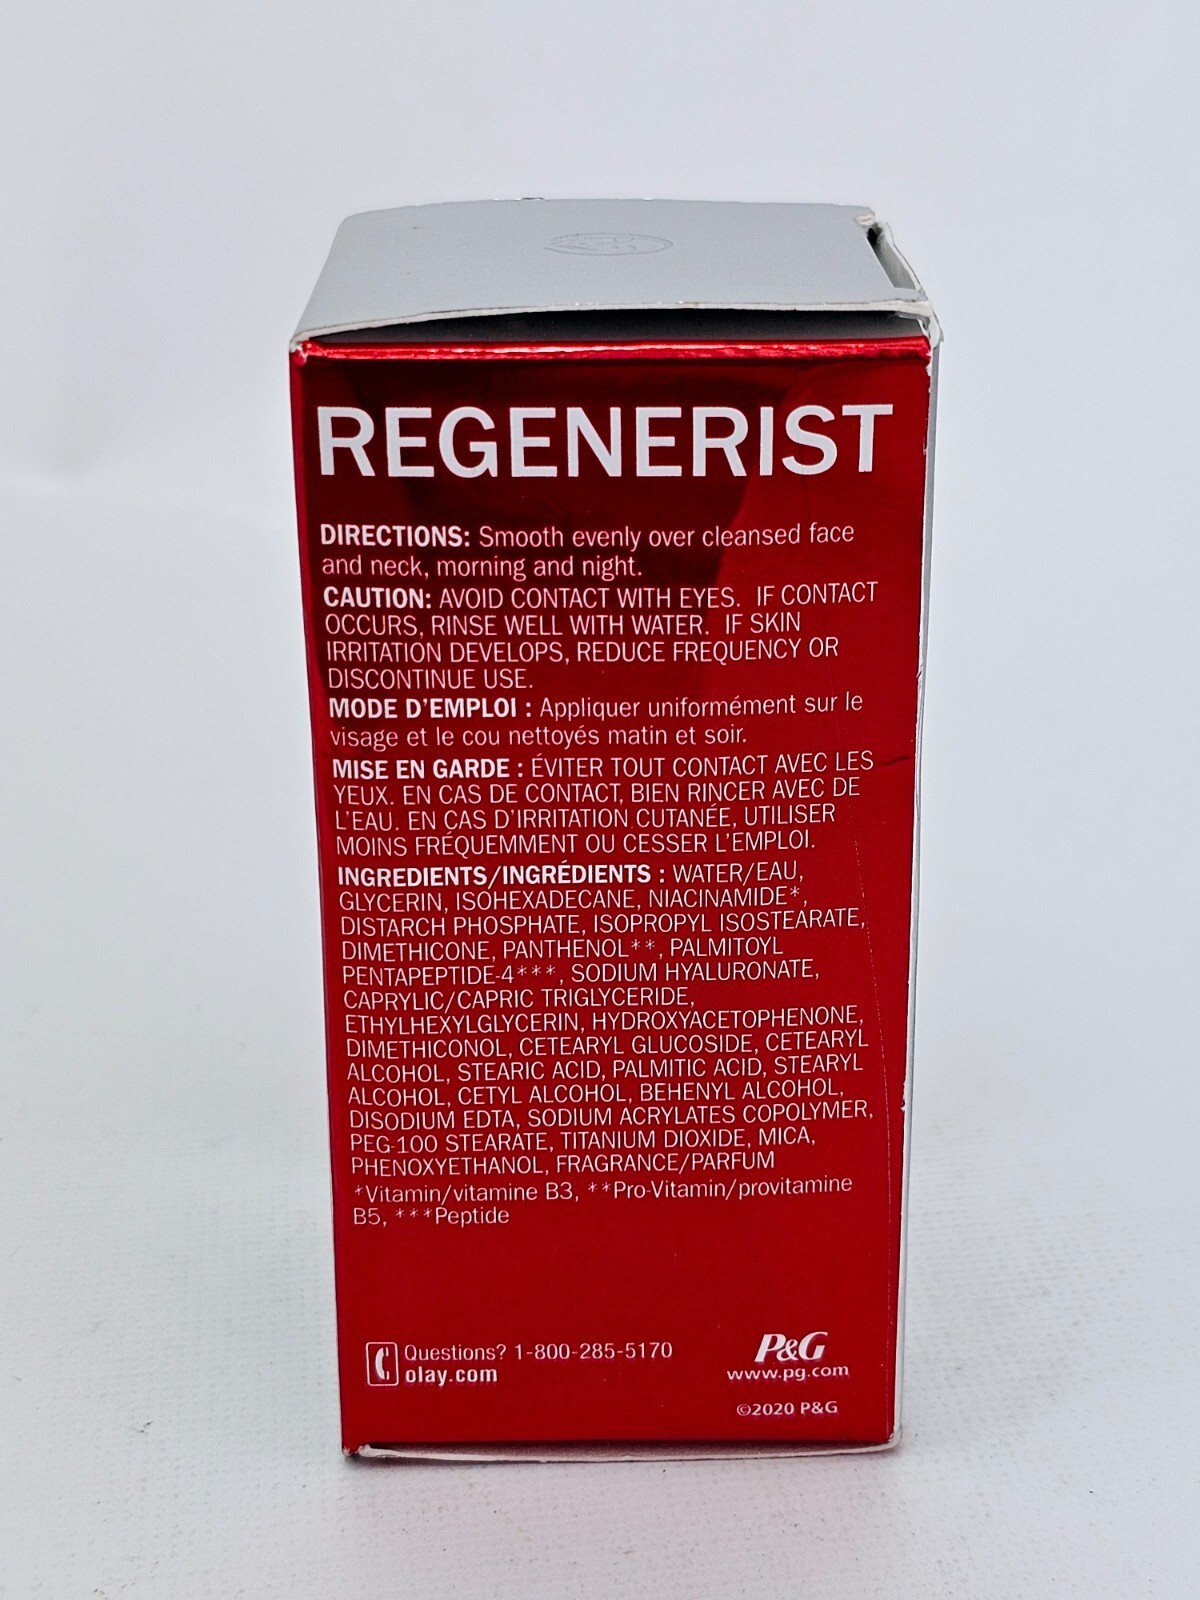 REGENERIST
DIRECTIONS: Smooth evenly over cleansed face
and neck, morning and night.
CAUTION: AVOID CONTACT WITH EYES. IF CONTACT
OCCURS, RINSE WELL WITH WATER. IF SKIN
IRRITATION DEVELOPS, REDUCE FREQUENCY OR
DISCONTINUE USE.
MODE D'EMPLOI : Appliquer uniformément sur le
visage et le cou nettoyés matin et soir.
MISE EN GARDE : ÉVITER TOUT CONTACT AVEC LES
YEUX. EN CAS DE CONTACT, BIEN RINCER AVEC DE
L'EAU. EN CAS D'IRRITATION CUTANÉE, UTILISER
MOINS FRÉQUEMMENT OU CESSER L'EMPLOI.
INGREDIENTS/INGRÉDIENTS : WATER/EAU,
GLYCERIN, ISOHEXADECANE, NIACINAMIDE*,
DISTARCH PHOSPHATE, ISOPROPYL ISOSTEARATE,
DIMETHICONE, PANTHENOL**, PALMITOYL
PENTAPEPTIDE-4***, SODIUM HYALURONATE,
CAPRYLIC/CAPRIC TRIGLYCERIDE,
ETHYLHEXYLGLYCERIN, HYDROXYACETOPHENONE,
DIMETHICONOL, CETEARYL GLUCOSIDE, CETEARYL
ALCOHOL, STEARIC ACID, PALMITIC ACID, STEARYL
ALCOHOL, CETYL ALCOHOL, BEHENYL ALCOHOL,
DISODIUM EDTA, SODIUM ACRYLATES COPOLYMER,
PEG-100 STEARATE, TITANIUM DIOXIDE, MICA,
PHENOXYETHANOL, FRAGRANCE/PARFUM
*Vitamin/vitamine B3, **Pro-Vitamin/provitamine
B5, ***Peptide
Questions? 1-800-285-5170
olay.com
P&G
www.pg.com
©2020 P&G